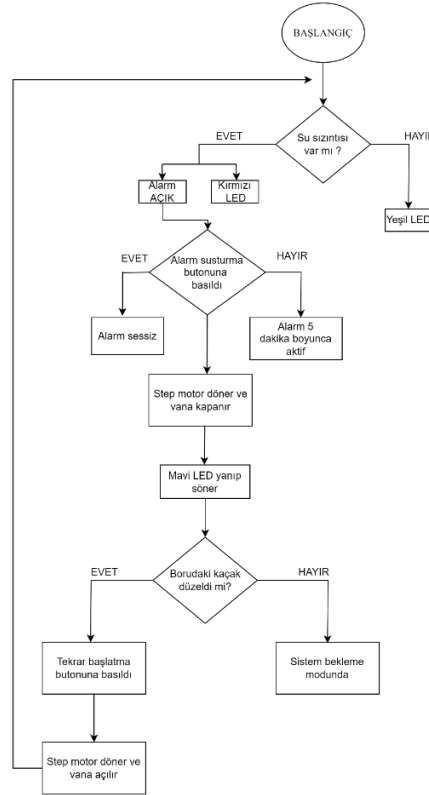 BAŞLANGIÇ
EVET
Su sızıntısı
var mı ?
HAYIR
Alarm
AÇIK
Kırmızı
LED
Yeşil LED
EVET
Alarm susturma
butonuna
basıldı
HAYIR
Alarm sessiz
Alarm 5
dakika boyunca
aktif
Step motor döner ve
vana kapanır
Mavi LED yanıp
söner
EVET
Borudaki kaçak
düzeldi mi?
HAYIR
Tekrar başlatma
butonuna basıldı
Sistem bekleme
modunda
Step motor döner ve
vana açılır